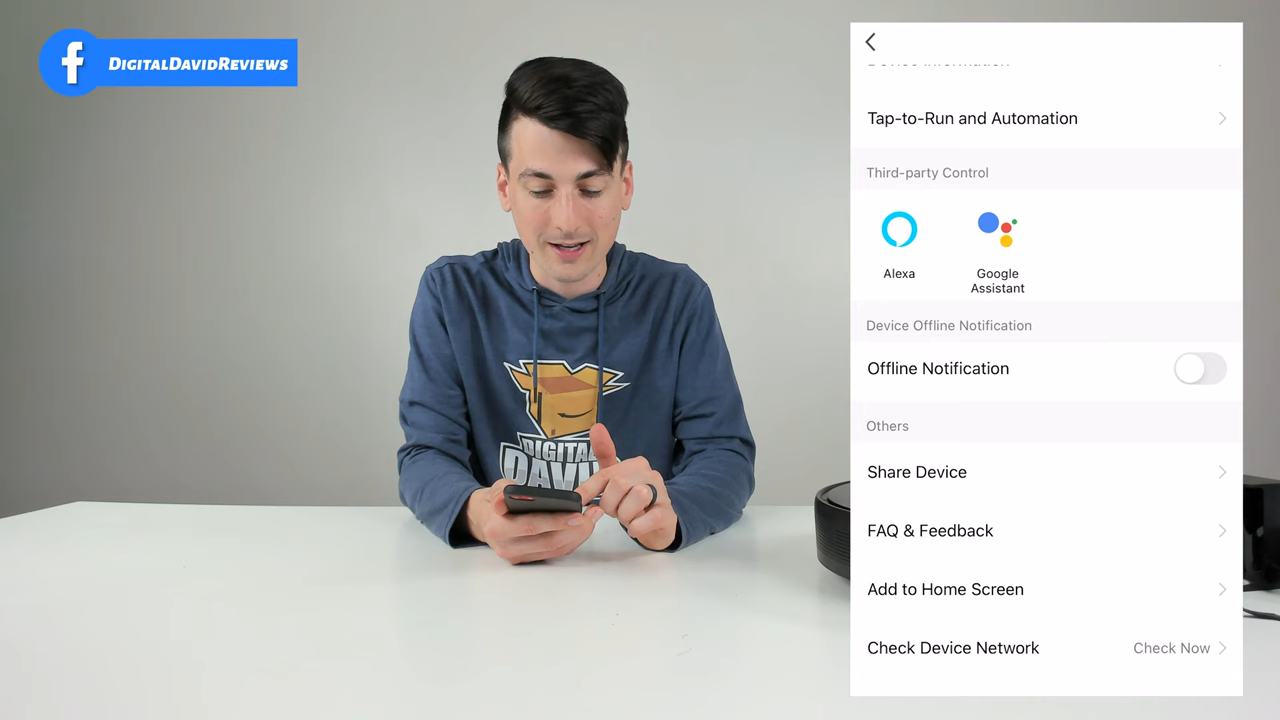 DigitalDavidReviews
Tap-to-Run and Automation
Third-party Control
Alexa
Google
Assistant
Device Offline Notification
Offline Notification
Others
Share Device
FAQ & Feedback
Add to Home Screen
Check Device Network
Check Now
DIGITAL